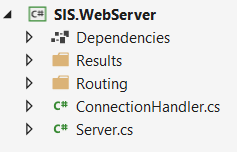 C# SIS.WebServer
Dependencies
Results
Routing
C# ConnectionHandler.cs
C# Server.cs